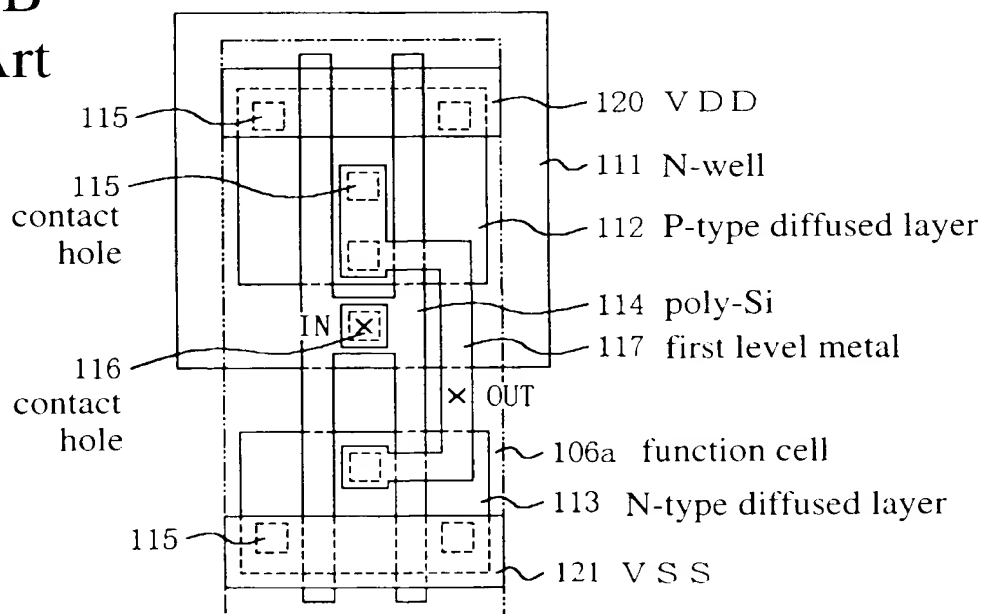 B
Art
115
120 VDD
115
contact
hole
111 N-well
112 P-type diffused layer
114 poly-Si
IN
117 first level metal
116
contact
hole
× OUT
106a function cell
113 N-type diffused layer
115
121 VSS